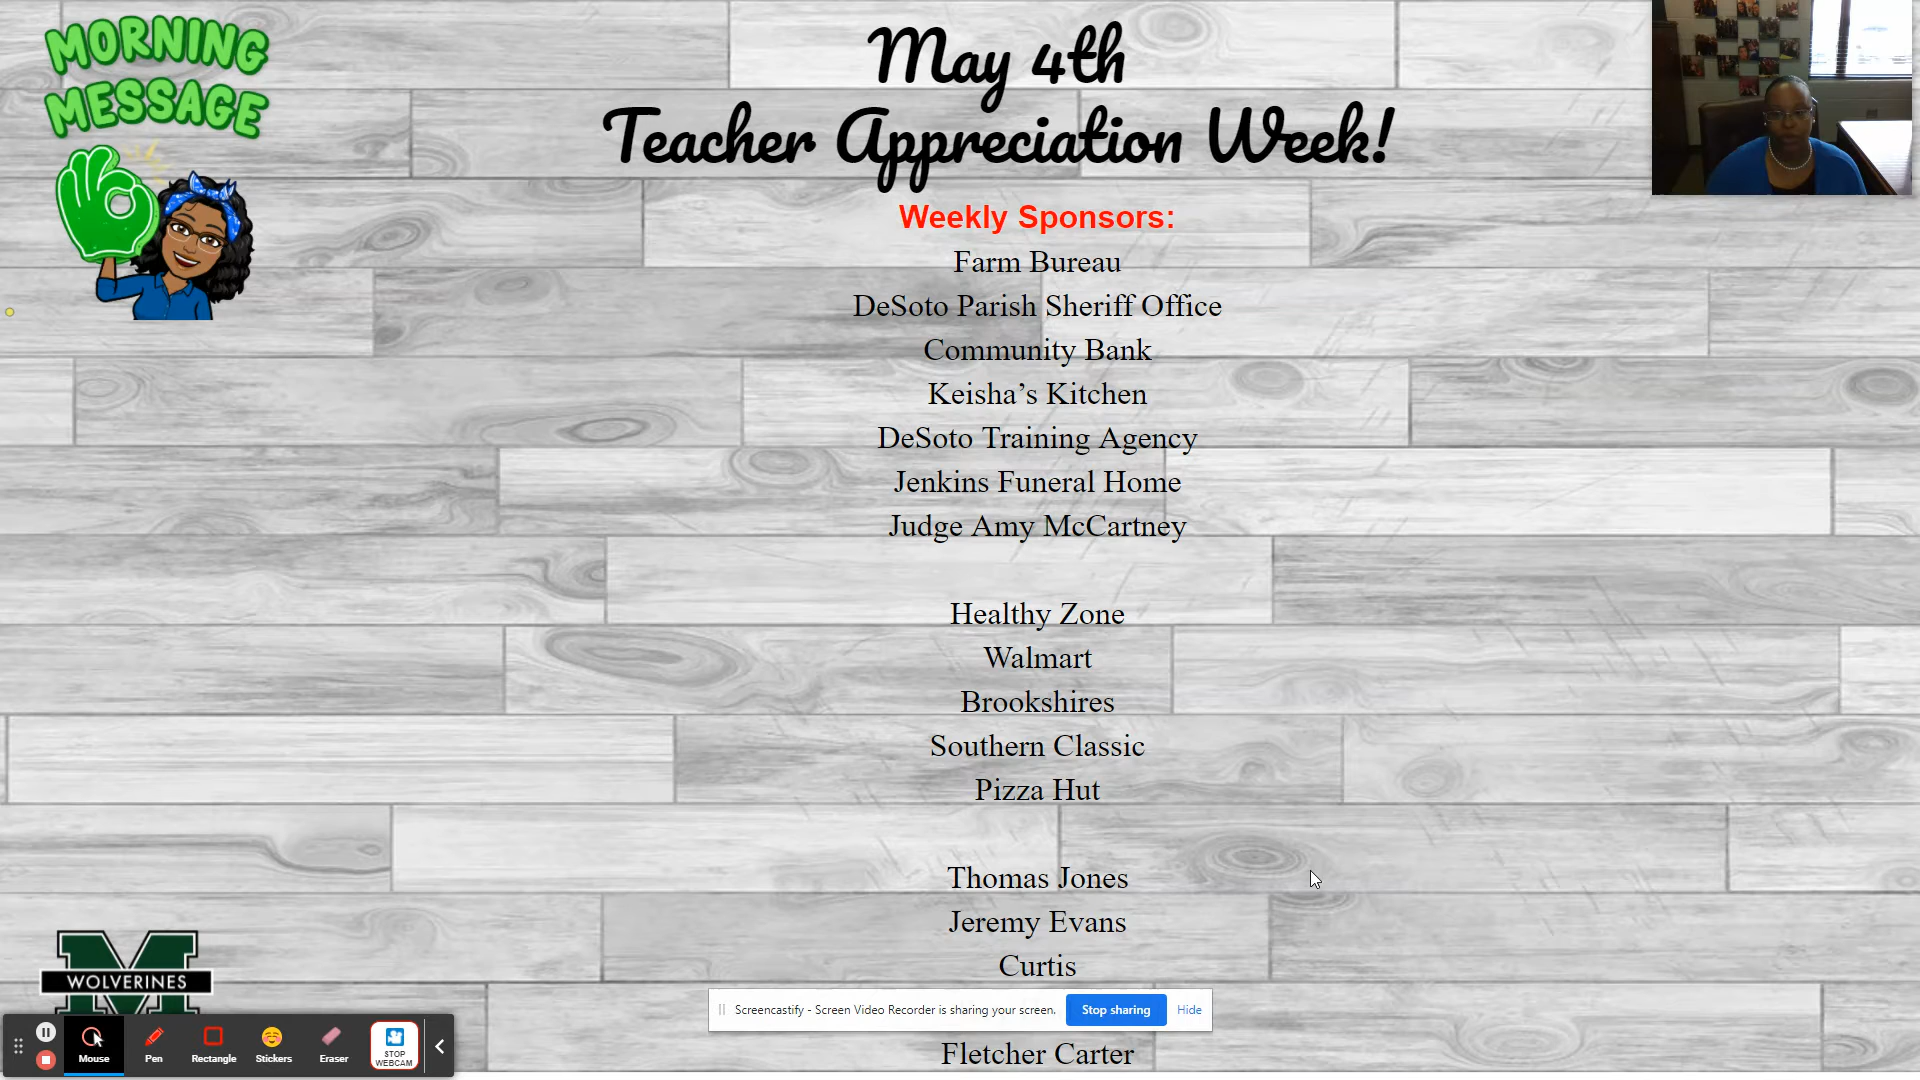 MORNING
MESSAGE
May 4th
Teacher Appreciation Week!
Weekly Sponsors:
Farm Bureau
DeSoto Parish Sheriff Office
Community Bank
Keisha’s Kitchen
DeSoto Training Agency
Jenkins Funeral Home
Judge Amy McCartney
Healthy Zone
Walmart
Brookshires
Southern Classic
Pizza Hut
Thomas Jones
Jeremy Evans
Curtis
Fletcher Carter
WOLVERINES
Screencastify - Screen Video Recorder is sharing your screen. Stop sharing Hide
Mouse Pen Rectangle Stickers Eraser STOP WEBCAM